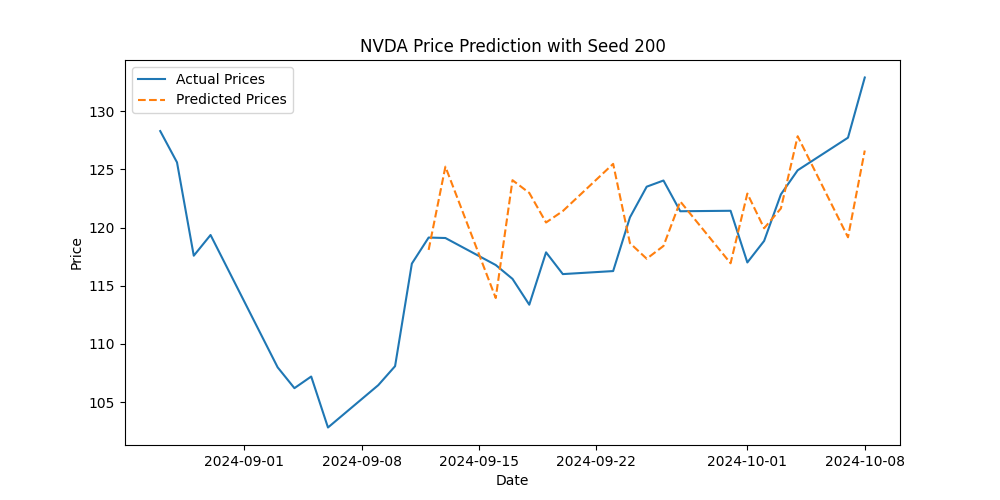 NVDA Price Prediction with Seed 200
Actual Prices
Predicted Prices
130
125
120
115
110
105
Price
2024-09-01
2024-09-08
2024-09-15
2024-09-22
2024-10-01
2024-10-08
Date